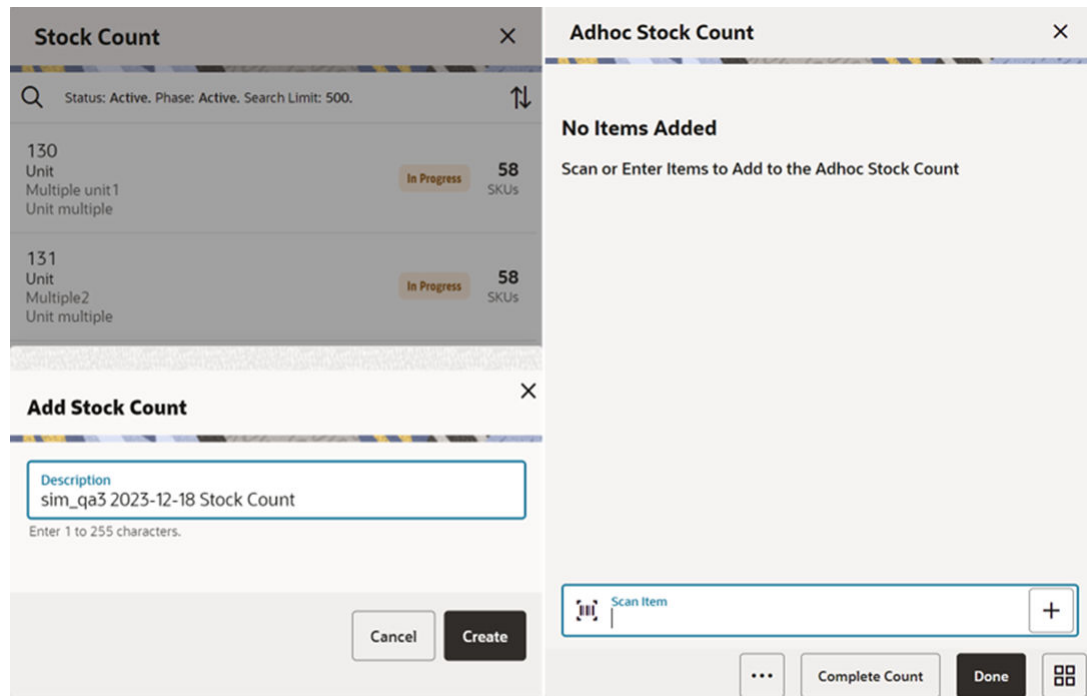 Stock Count
Status: Active. Phase: Active. Search Limit: 500.
130
Unit
Multiple unit1
Unit multiple
In Progress
58
SKUs
131
Unit
Multiple2
Unit multiple
In Progress
58
SKUs
Add Stock Count
Description
sim_qa3 2023-12-18 Stock Count
Enter 1 to 255 characters.
Cancel
Create
Adhoc Stock Count
No Items Added
Scan or Enter Items to Add to the Adhoc Stock Count
Scan Item
Complete Count
Done